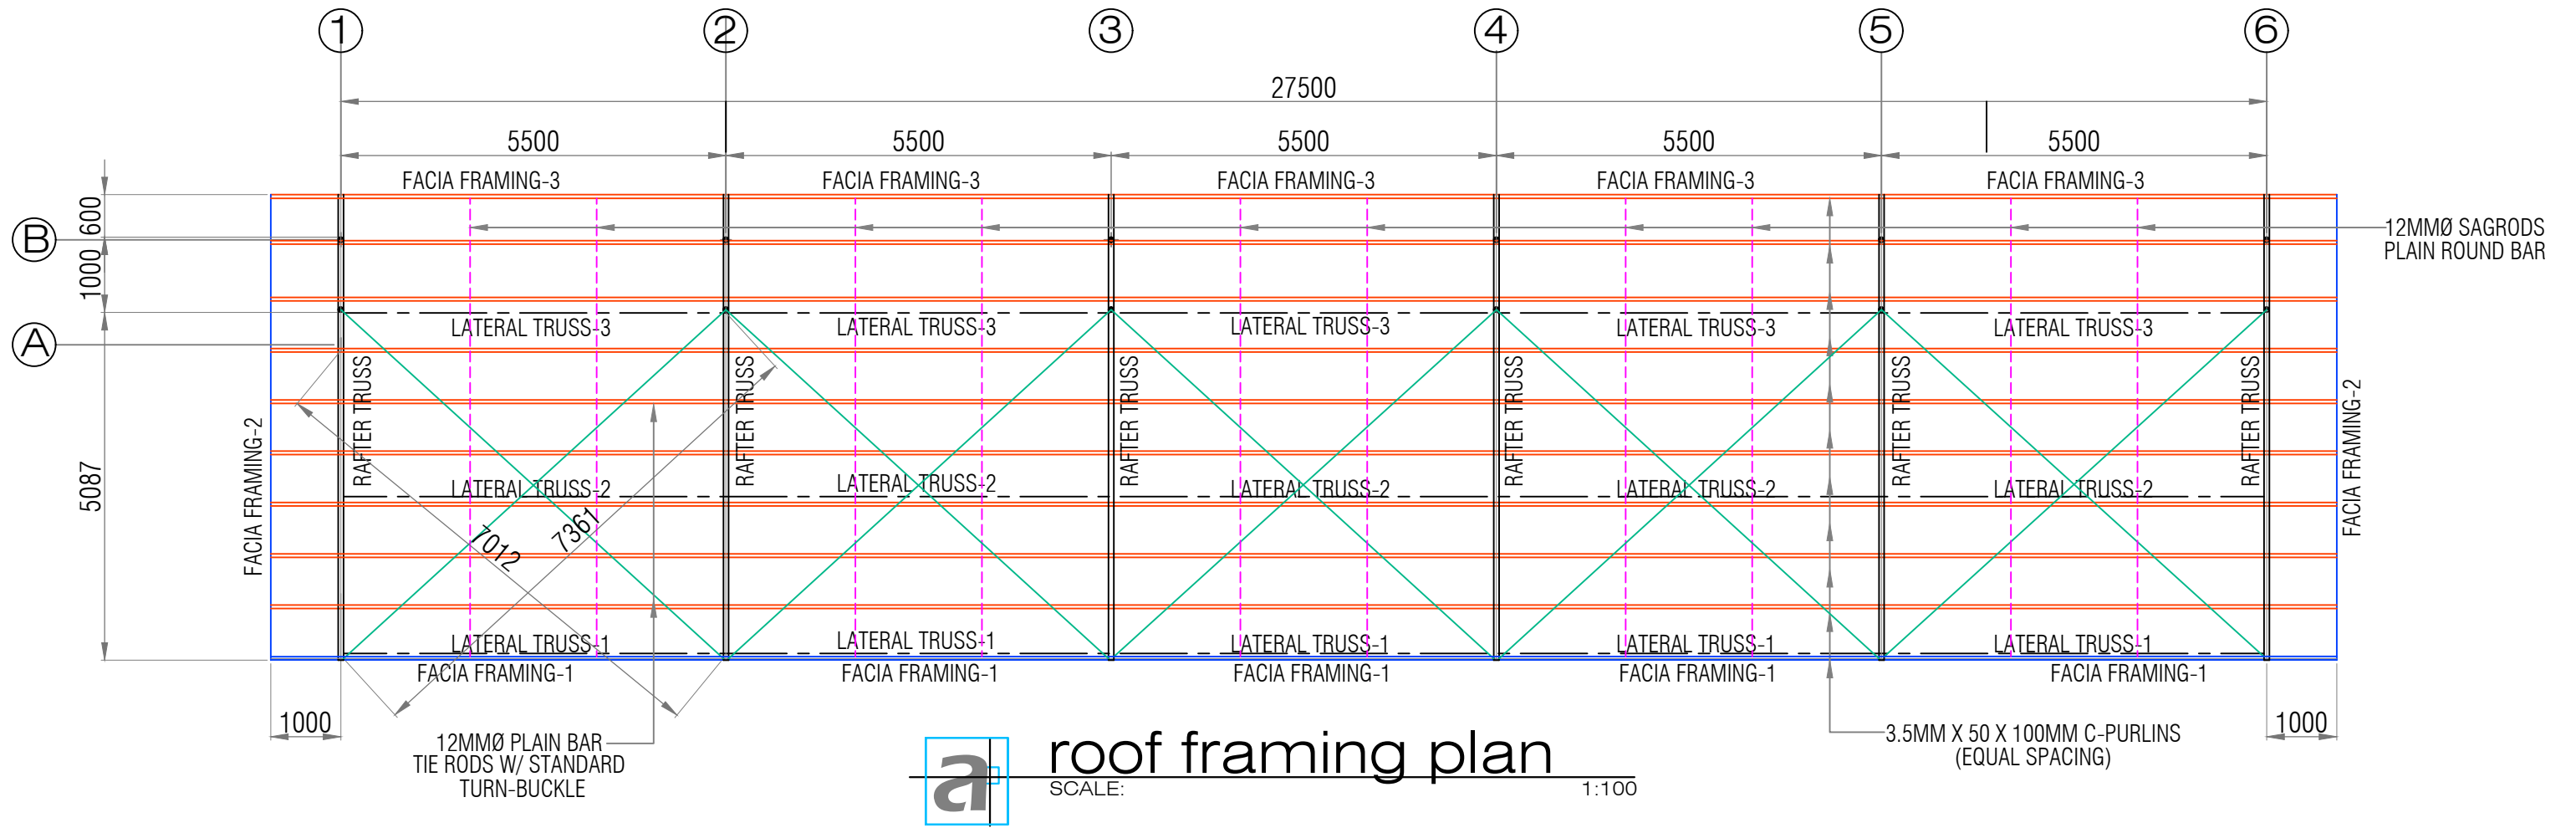 1 2 3 4 5 6
27500
5500 5500 5500 5500 5500
FACIA FRAMING-3 FACIA FRAMING-3 FACIA FRAMING-3 FACIA FRAMING-3 FACIA FRAMING-3
600
B
12MMØ SAGRODS
PLAIN ROUND BAR
1000
LATERAL TRUSS-3 LATERAL TRUSS-3 LATERAL TRUSS-3 LATERAL TRUSS-3 LATERAL TRUSS-3
A
RAFTER TRUSS RAFTER TRUSS RAFTER TRUSS RAFTER TRUSS RAFTER TRUSS RAFTER TRUSS
FACIA FRAMING-2 FACIA FRAMING-2
5087
LATERAL TRUSS-2 LATERAL TRUSS-2 LATERAL TRUSS-2 LATERAL TRUSS-2 LATERAL TRUSS-2
7012 7361
LATERAL TRUSS-1 LATERAL TRUSS-1 LATERAL TRUSS-1 LATERAL TRUSS-1 LATERAL TRUSS-1
FACIA FRAMING-1 FACIA FRAMING-1 FACIA FRAMING-1 FACIA FRAMING-1 FACIA FRAMING-1
1000 1000
12MMØ PLAIN BAR
TIE RODS W/ STANDARD
TURN-BUCKLE
3.5MM X 50 X 100MM C-PURLINS
(EQUAL SPACING)
a
roof framing plan
SCALE: 1:100